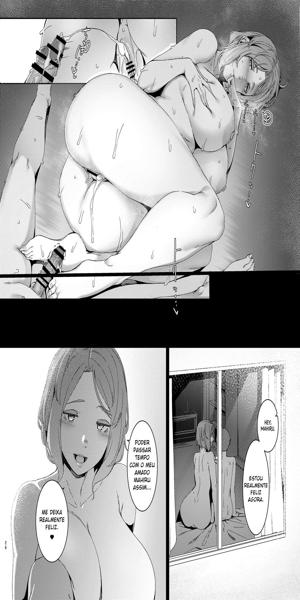 HEY,
MAHIRU.
ESTOU
REALMENTE
FELIZ
AGORA.
PODER
PASSAR
TEMPO
COM O MEU
AMADO
MAHIRU
ASSIM...
ME DEIXA
REALMENTE
FELIZ.
♥